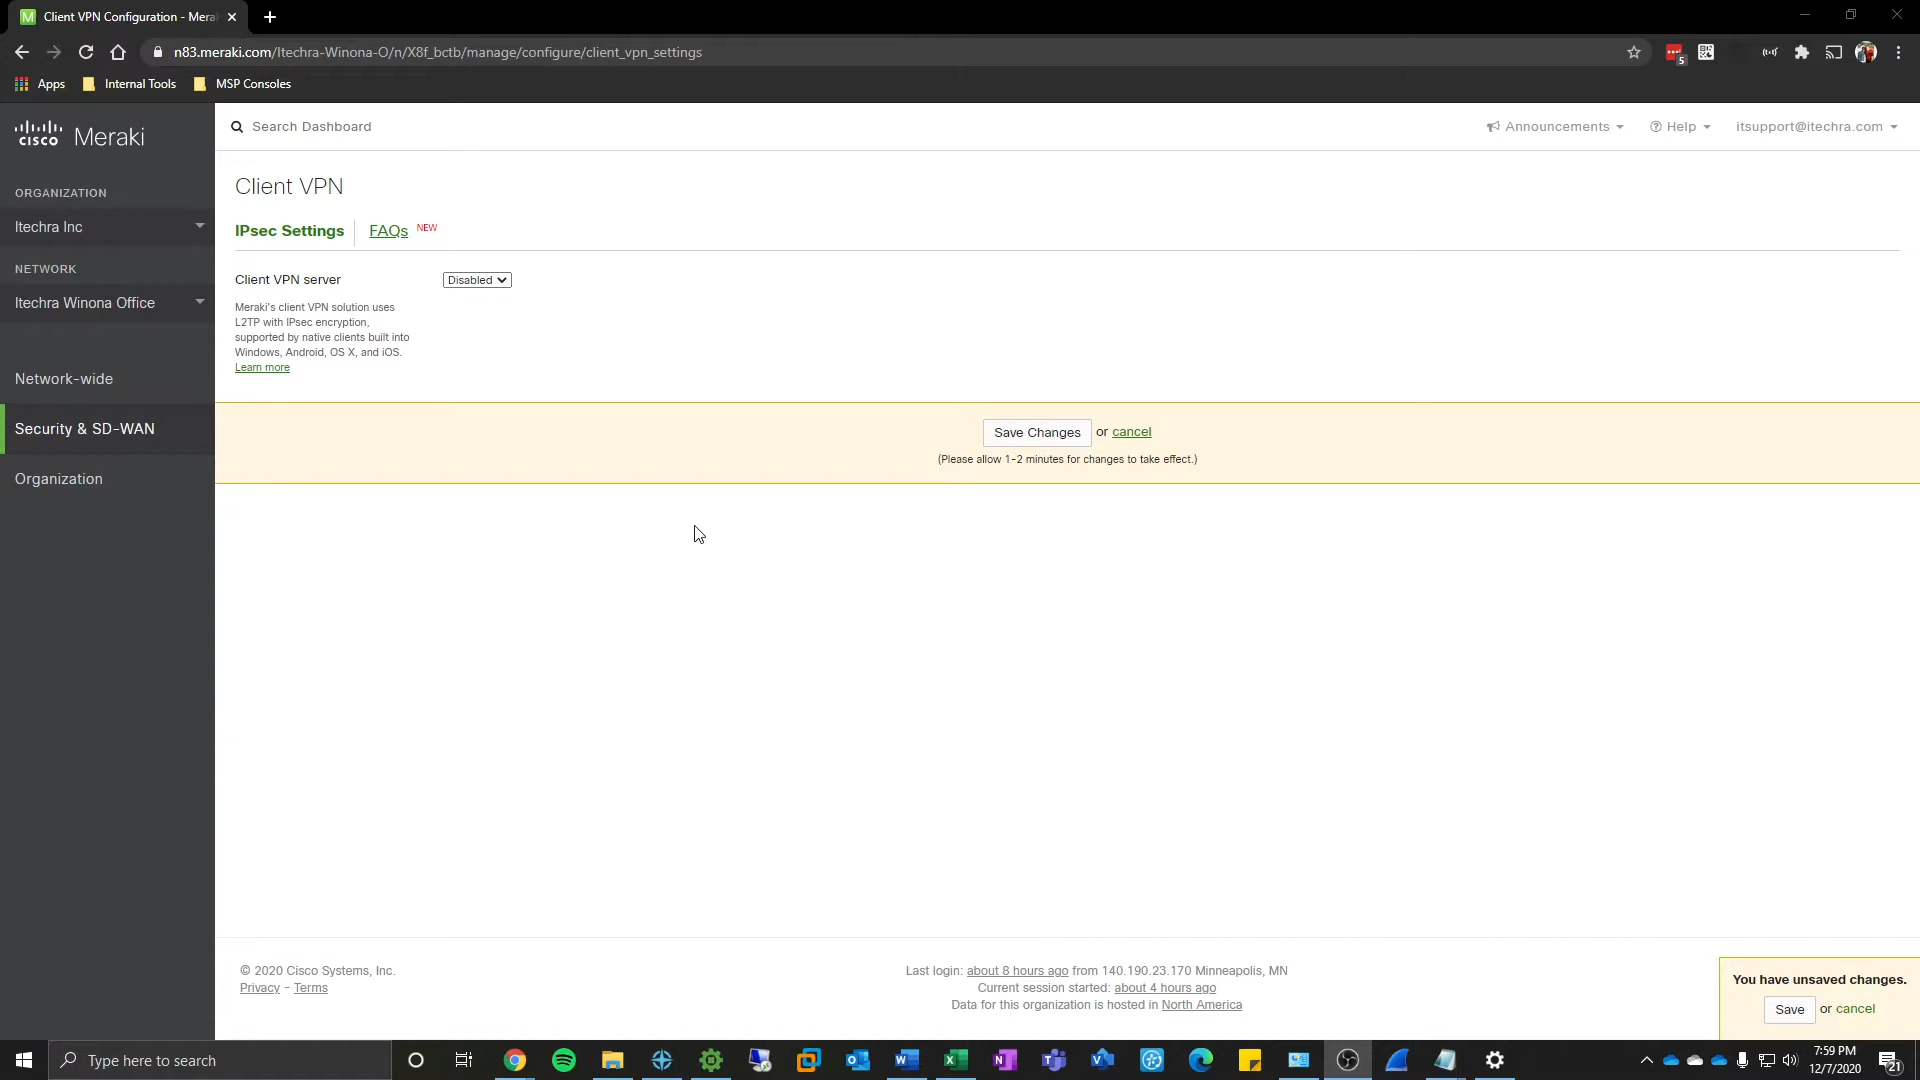 Client VPN Configuration - Mera
n83.meraki.com/Itechra-Winona-O/n/X8f_bctb/manage/configure/client_vpn_settings
5
Apps
Internal Tools
MSP Consoles
cisco Meraki
Search Dashboard
Announcements
Help
itsupport@itechra.com
ORGANIZATION
Itechra Inc
NETWORK
Itechra Winona Office
Network-wide
Security & SD-WAN
Organization
Client VPN
IPsec Settings
FAQs NEW
Client VPN server
Disabled
Meraki's client VPN solution uses
L2TP with IPsec encryption,
supported by native clients built into
Windows, Android, OS X, and iOS.
Learn more
Save Changes or cancel
(Please allow 1-2 minutes for changes to take effect.)
© 2020 Cisco Systems, Inc.
Privacy - Terms
Last login: about 8 hours ago from 140.190.23.170 Minneapolis, MN
Current session started: about 4 hours ago
Data for this organization is hosted in North America
You have unsaved changes.
Save or cancel
Type here to search
7:59 PM
12/7/2020
21